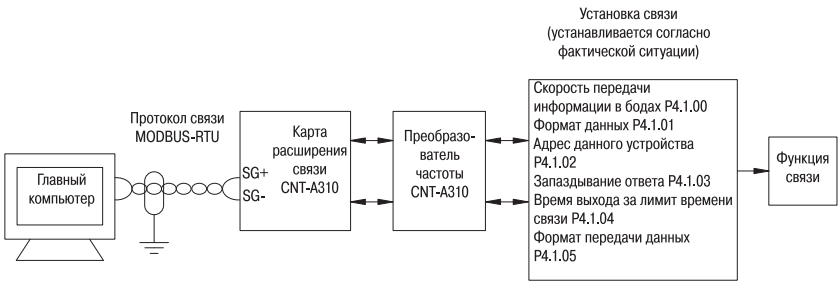 Установка связи
(устанавливается согласно
фактической ситуации)
Протокол связи
MODBUS-RTU
Главный
компьютер
SG+
SG-
Карта
расширения
связи
CNT-A310
Преобразо-
ватель
частоты
CNT-A310
Скорость передачи
информации в бодах P4.1.00
Формат данных P4.1.01
Адрес данного устройства
P4.1.02
Запаздывание ответа P4.1.03
Время выхода за лимит времени
связи P4.1.04
Формат передачи данных
P4.1.05
Функция
связи